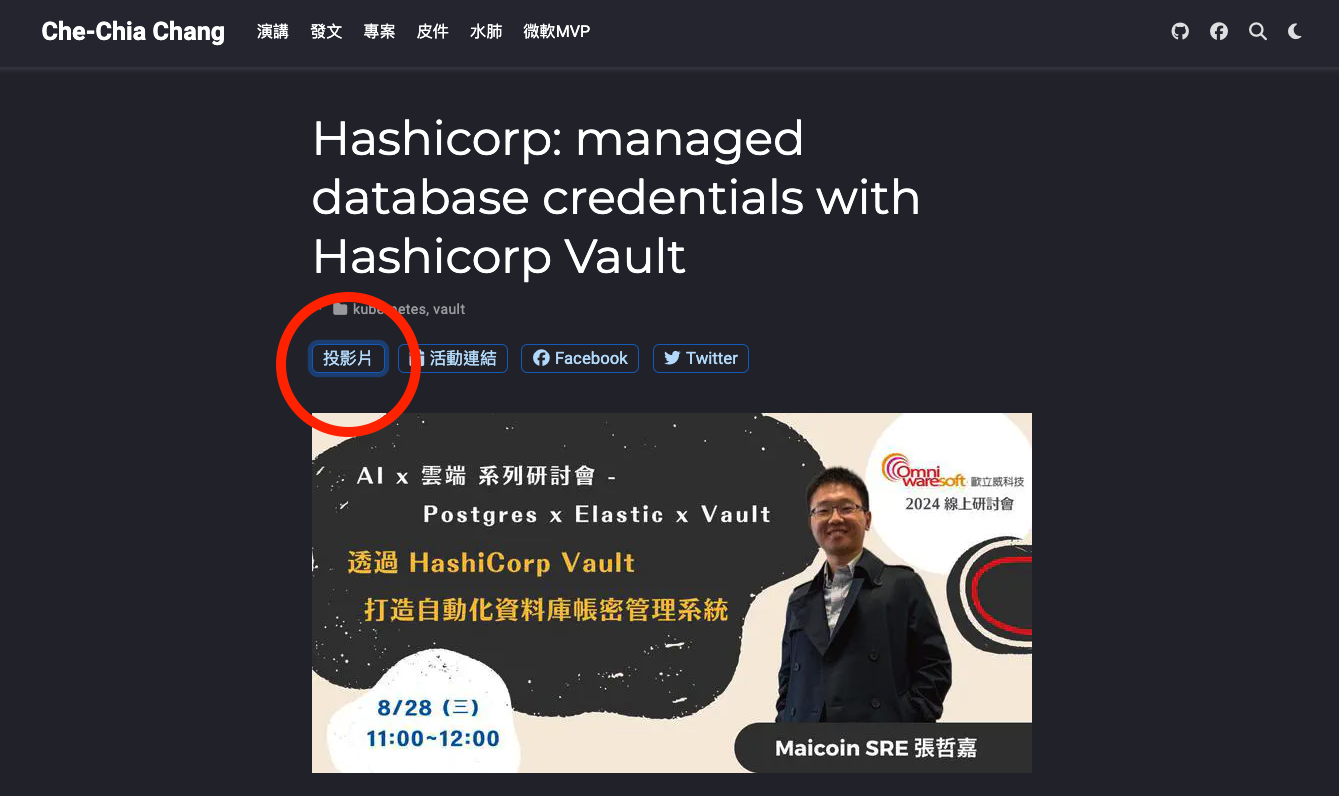 Che-Chia Chang 演講 發文 專案 皮件 水肺 微軟MVP
Hashicorp: managed
database credentials with
Hashicorp Vault
kubernetes, vault
投影片 活動連結 Facebook Twitter
AI x 雲端 系列研討會 -
Postgres x Elastic x Vault
透過 HashiCorp Vault
打造自動化資料庫帳密管理系統
8/28 (三)
11:00~12:00
Omni
waresoft 歐立威科技
2024 線上研討會
Maicoin SRE 張哲嘉